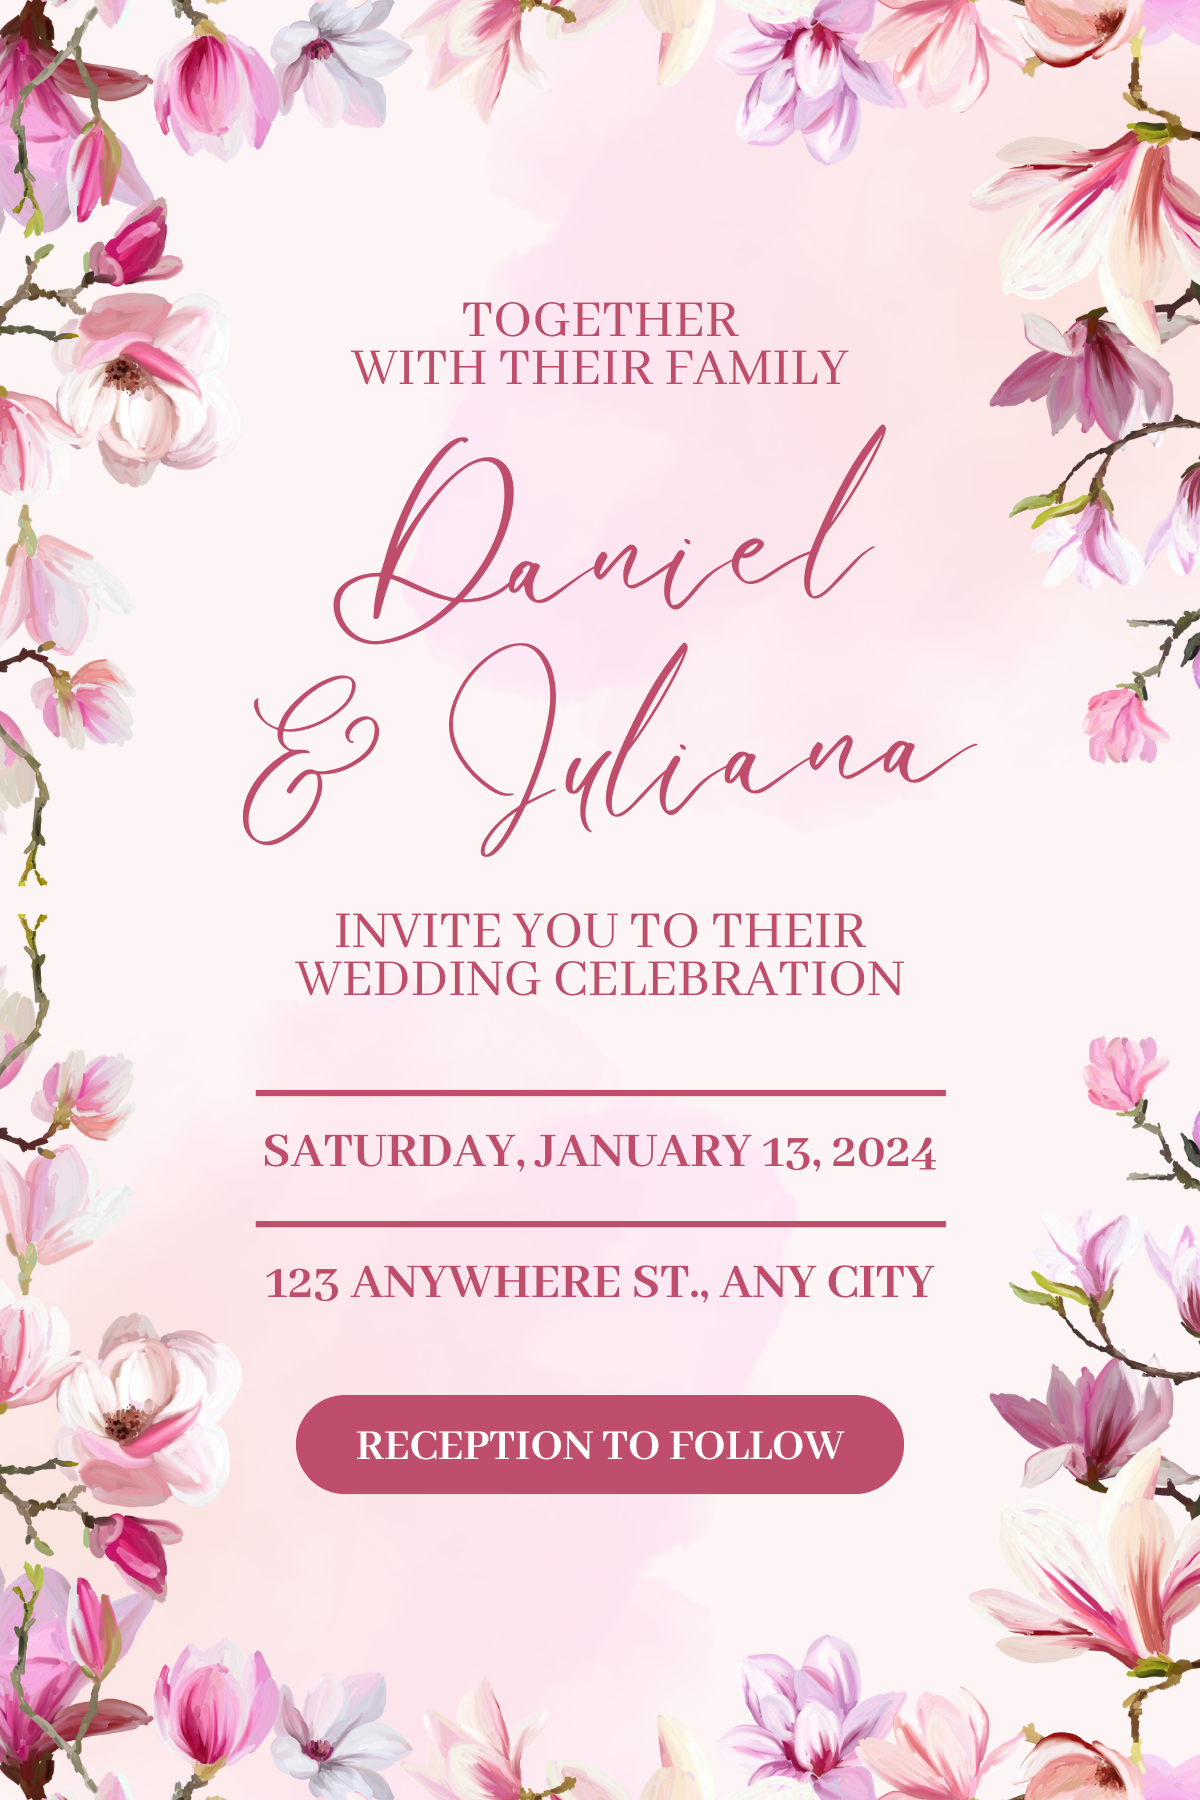 TOGETHER
WITH THEIR FAMILY
Daniel
& Juliana
INVITE YOU TO THEIR
WEDDING CELEBRATION
SATURDAY, JANUARY 13, 2024
123 ANYWHERE ST., ANY CITY
RECEPTION TO FOLLOW